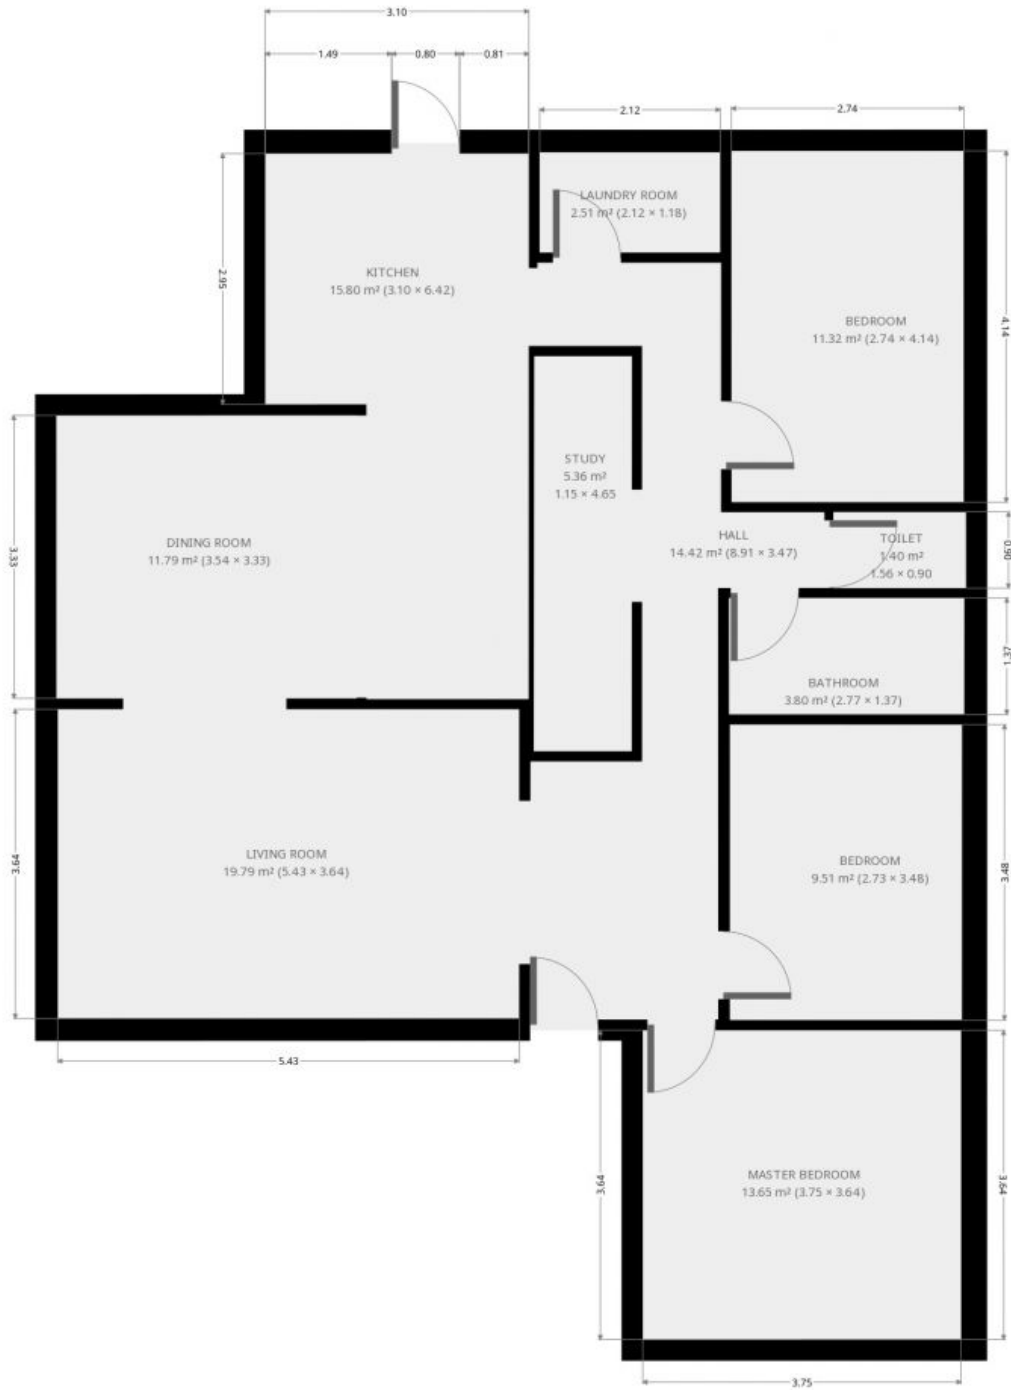 3.10
1.49
0.80
0.81
2.12
2.74
LAUNDRY ROOM
2.51 m² (2.12 × 1.18)
2.95
KITCHEN
15.80 m² (3.10 × 6.42)
BEDROOM
11.32 m² (2.74 × 4.14)
4.14
STUDY
5.36 m²
1.15 × 4.65
DINING ROOM
11.79 m² (3.54 × 3.33)
3.33
HALL
14.42 m² (8.91 × 3.47)
TOILET
1.40 m²
1.56 × 0.90
0.90
BATHROOM
3.80 m² (2.77 × 1.37)
1.37
LIVING ROOM
19.79 m² (5.43 × 3.64)
3.64
BEDROOM
9.51 m² (2.73 × 3.48)
3.48
5.43
MASTER BEDROOM
13.65 m² (3.75 × 3.64)
3.64
3.64
3.75